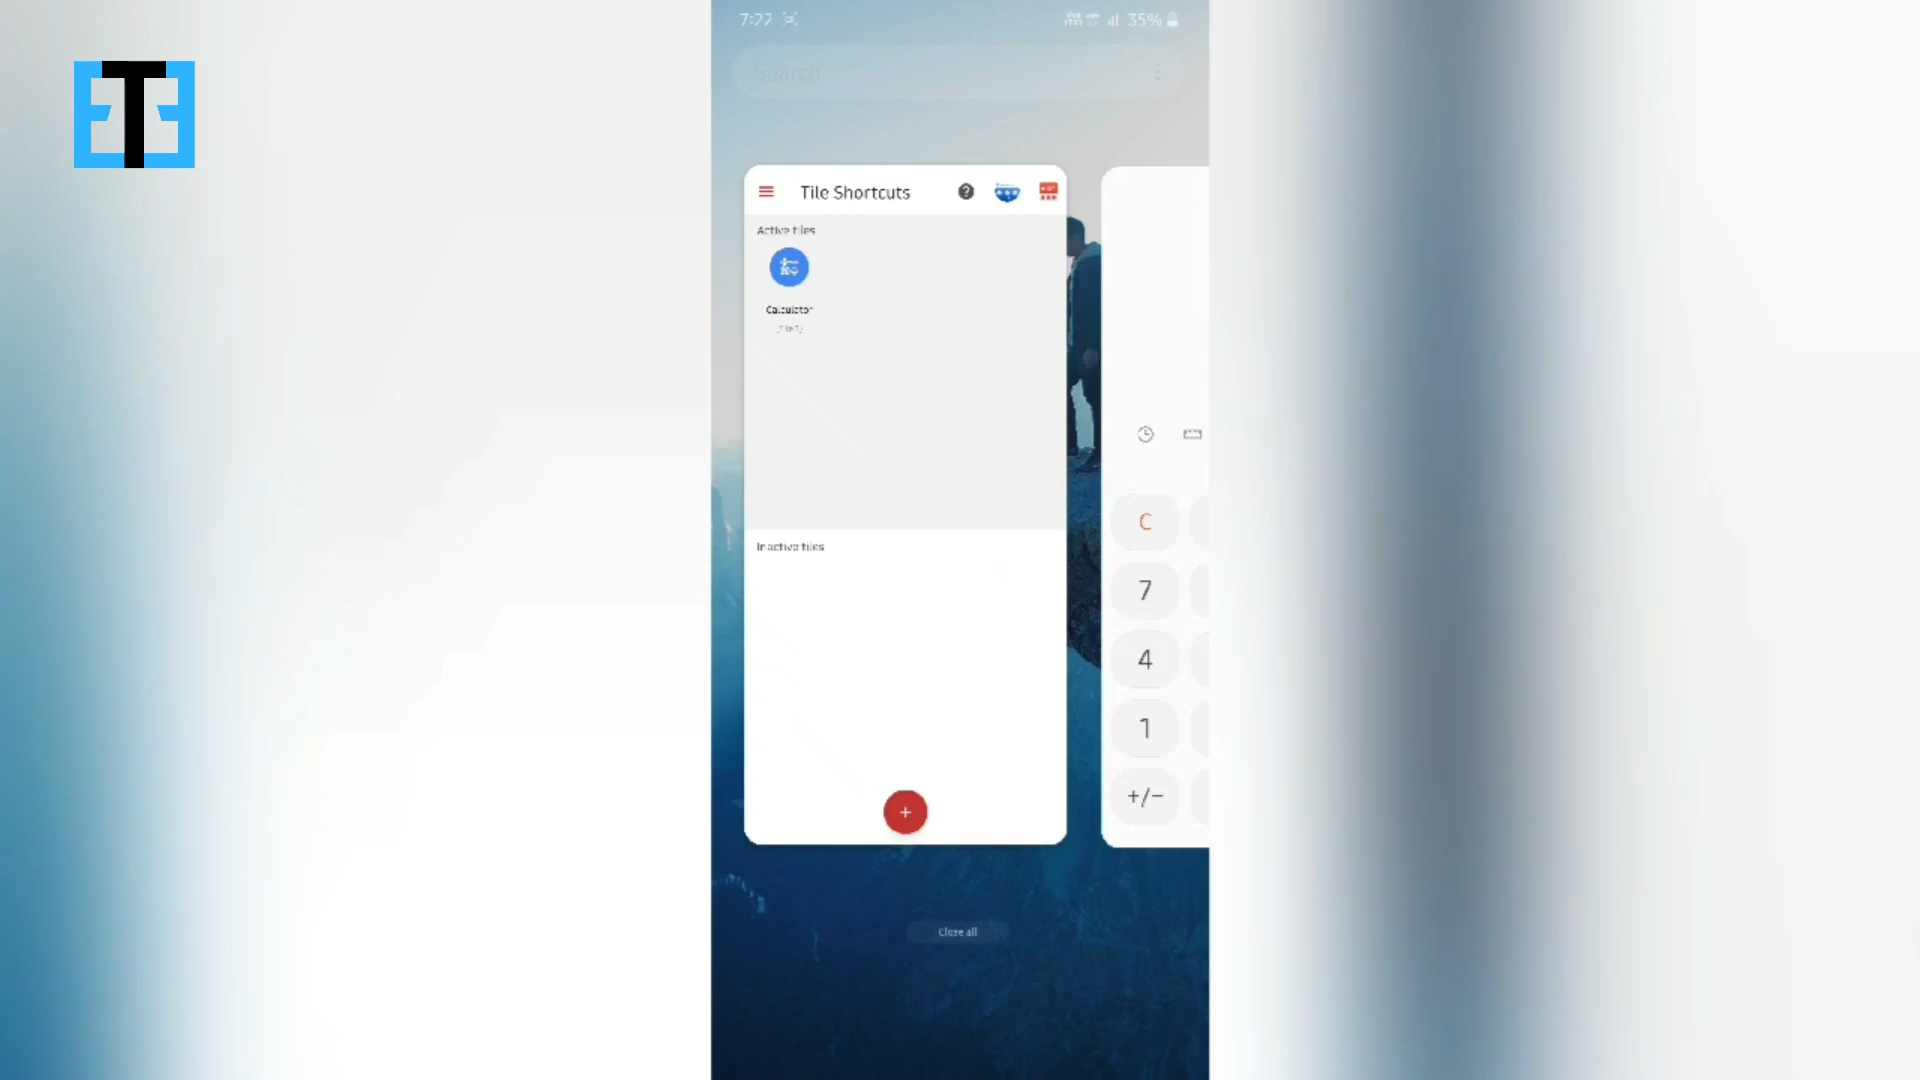 7:22
35%
Search
Tile Shortcuts
Active tiles
Calculator
Inactive tiles
C
7
4
1
+/−
+
Close all